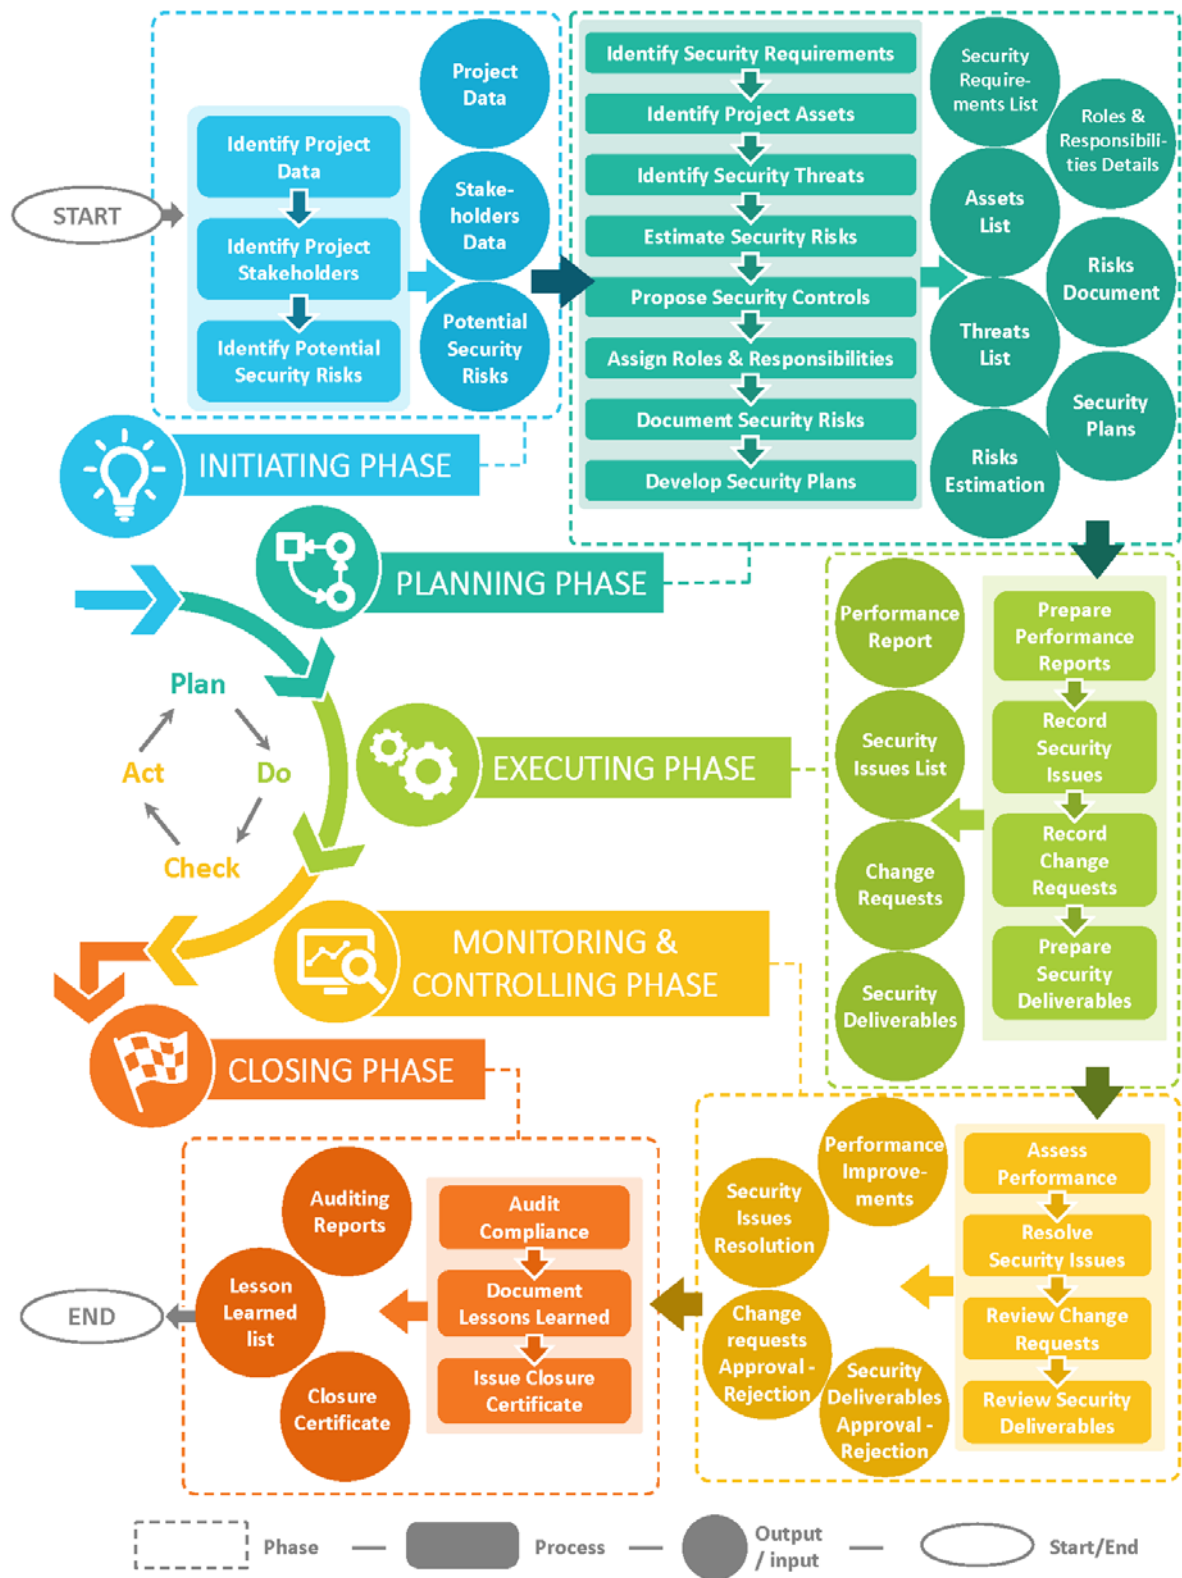 START
Identify Project
Data
Identify Project
Stakeholders
Identify Potential
Security Risks
Project
Data
Stake-
holders
Data
Potential
Security
Risks
INITIATING PHASE
Identify Security Requirements
Identify Project Assets
Identify Security Threats
Estimate Security Risks
Propose Security Controls
Assign Roles & Responsibilities
Document Security Risks
Develop Security Plans
Security
Require-
ments List
Roles &
Responsibili-
ties Details
Assets
List
Risks
Document
Threats
List
Security
Plans
Risks
Estimation
PLANNING PHASE
Plan
Do
Check
Act
EXECUTING PHASE
Prepare
Performance
Reports
Record
Security
Issues
Record
Change
Requests
Prepare
Security
Deliverables
Performance
Report
Security
Issues List
Change
Requests
Security
Deliverables
MONITORING &
CONTROLLING PHASE
Assess
Performance
Resolve
Security Issues
Review Change
Requests
Review Security
Deliverables
Performance
Improve-
ments
Security
Issues
Resolution
Change
requests
Approval -
Rejection
Security
Deliverables
Approval -
Rejection
CLOSING PHASE
Audit
Compliance
Document
Lessons Learned
Issue Closure
Certificate
Auditing
Reports
Lesson
Learned
list
Closure
Certificate
END
Phase
Process
Output
/ input
Start/End